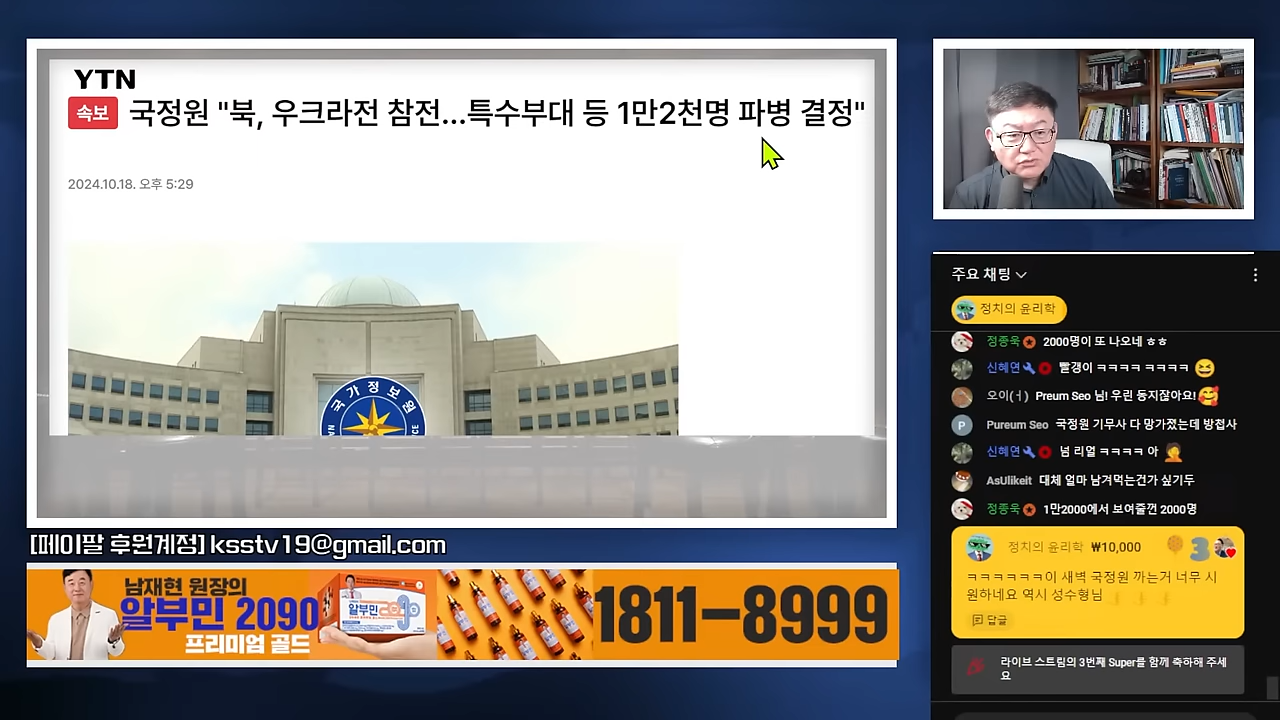 YTN
속보 국정원 "북, 우크라전 참전...특수부대 등 1만2천명 파병 결정"
2024.10.18. 오후 5:29
국가정보원
[페이팔 후원계정] ksstv19@gmail.com
남재현 원장의
알부민 2090
프리미엄 골드
알부민
1811-8999
주요 채팅
정치의 윤리학
정종욱 2000명이 또 나오네 ㅎㅎ
신혜연 빨갱이 ㅋㅋㅋㅋ ㅋㅋㅋㅋ
오이(ㅓ) Preum Seo 님! 우린 동지잖아요!
P Pureum Seo 국정원 기무사 다 망가졌는데 방첩사
신혜연 넘 리얼 ㅋㅋㅋㅋ 아
AsUlikeit 대체 얼마 남겨먹는건가 싶기두
정종욱 1만2000에서 보여줄껀 2000명
정치의 윤리학 ₩10,000 3
ㅋㅋㅋㅋㅋㅋ이 새벽 국정원 까는거 너무 시
원하네요 역시 성수형님
답글
라이브 스트림의 3번째 Super를 함께 축하해 주세
요